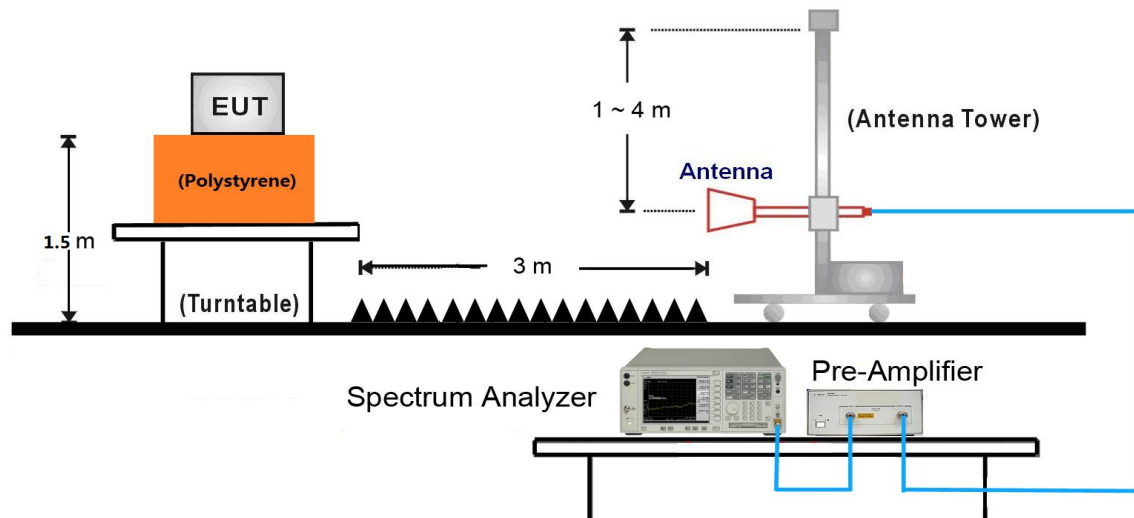 EUT
(Polystyrene)
1.5 m
(Turntable)
3 m
1 ~ 4 m
(Antenna Tower)
Antenna
Spectrum Analyzer
Pre-Amplifier